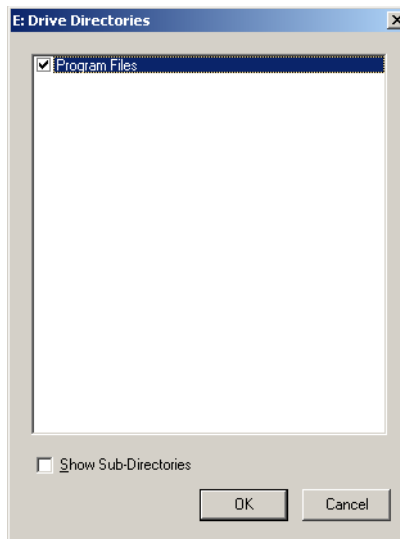 E: Drive Directories
Program Files
Show Sub-Directories
OK
Cancel